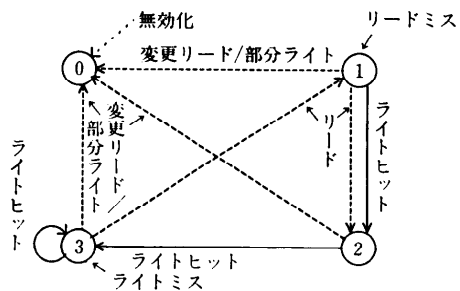 無効化
リードミス
変更リード/部分ライト
0
1
変更リード/
部分ライト
リード
ライトヒット
ライトヒット
3
2
ライトヒット
ライトミス